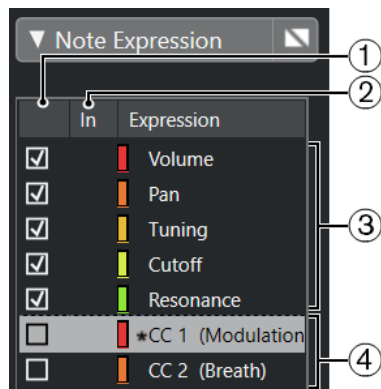 ▼ Note Expression
①
②
In Expression
Volume
Pan
Tuning
③
Cutoff
Resonance
*CC 1 (Modulation
④
CC 2 (Breath)